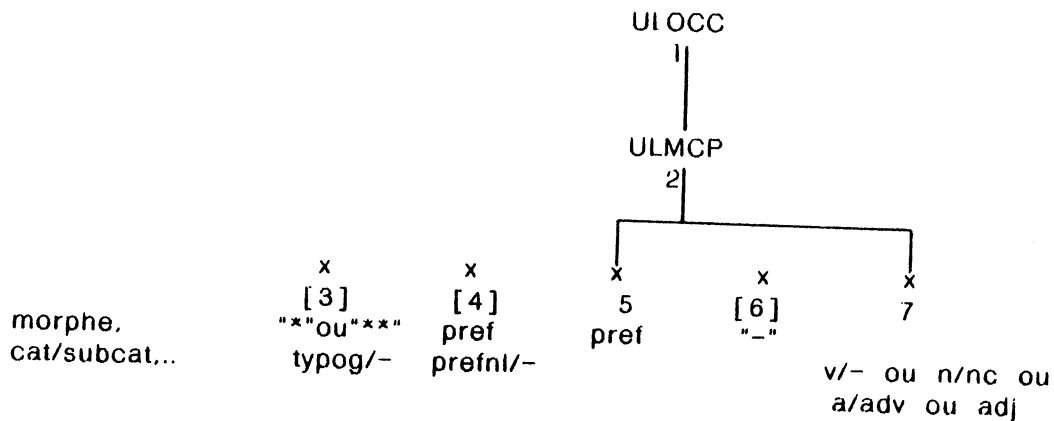 ULOCC
1
ULMCP
2
x x x x x
[3] [4] 5 [6] 7
morphe, "*"ou"**" pref pref "-"
cat/subcat,.. typog/- prefnl/-
v/- ou n/nc ou
a/adv ou adj